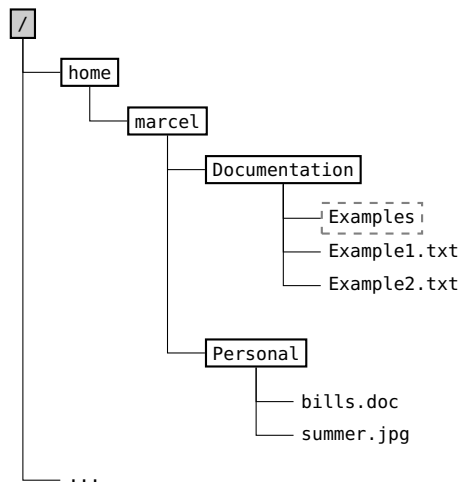 /
home
marcel
Documentation
Examples
Example1.txt
Example2.txt
Personal
bills.doc
summer.jpg
...